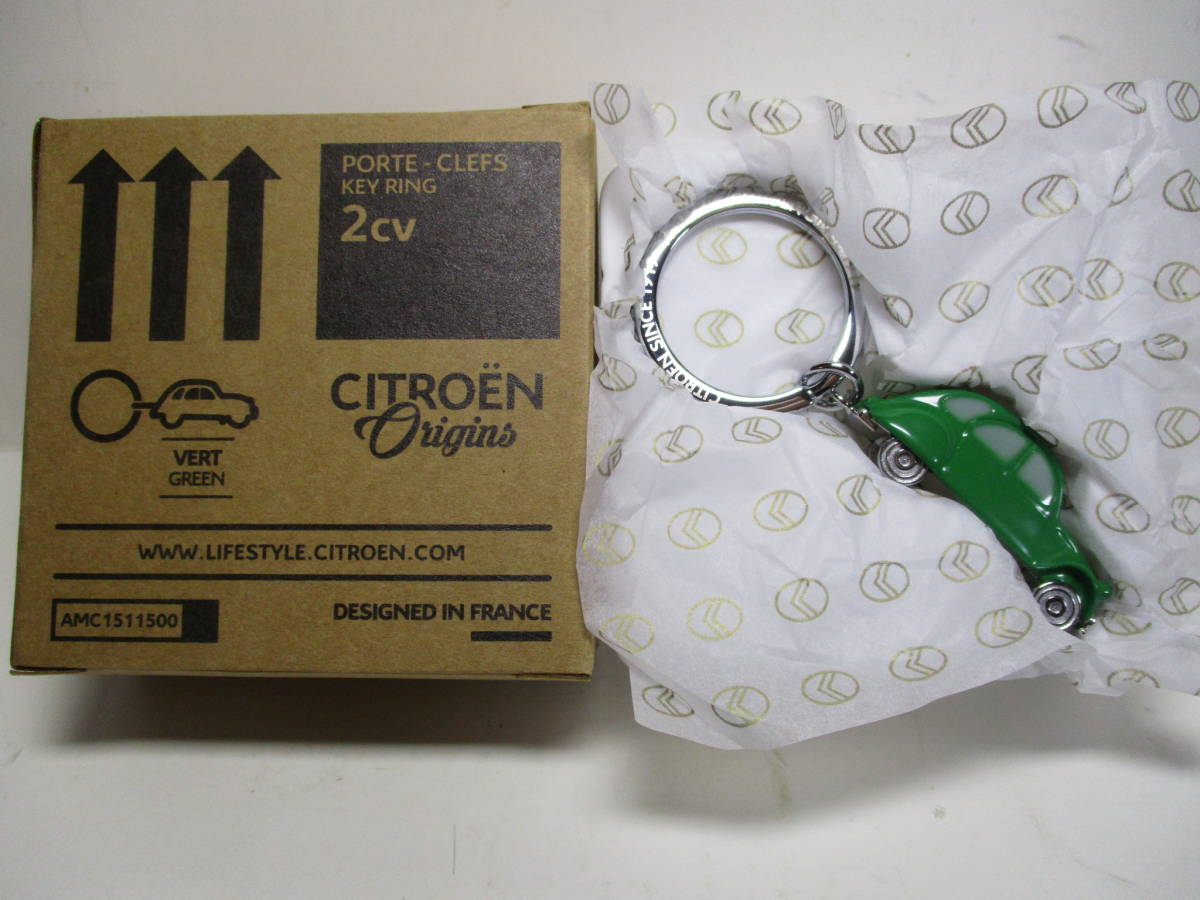 PORTE - CLEFS
KEY RING
2cv
CITROËN
Origins
VERT
GREEN
WWW.LIFESTYLE.CITROEN.COM
AMC1511500
DESIGNED IN FRANCE
CITROËN SINCE 1919